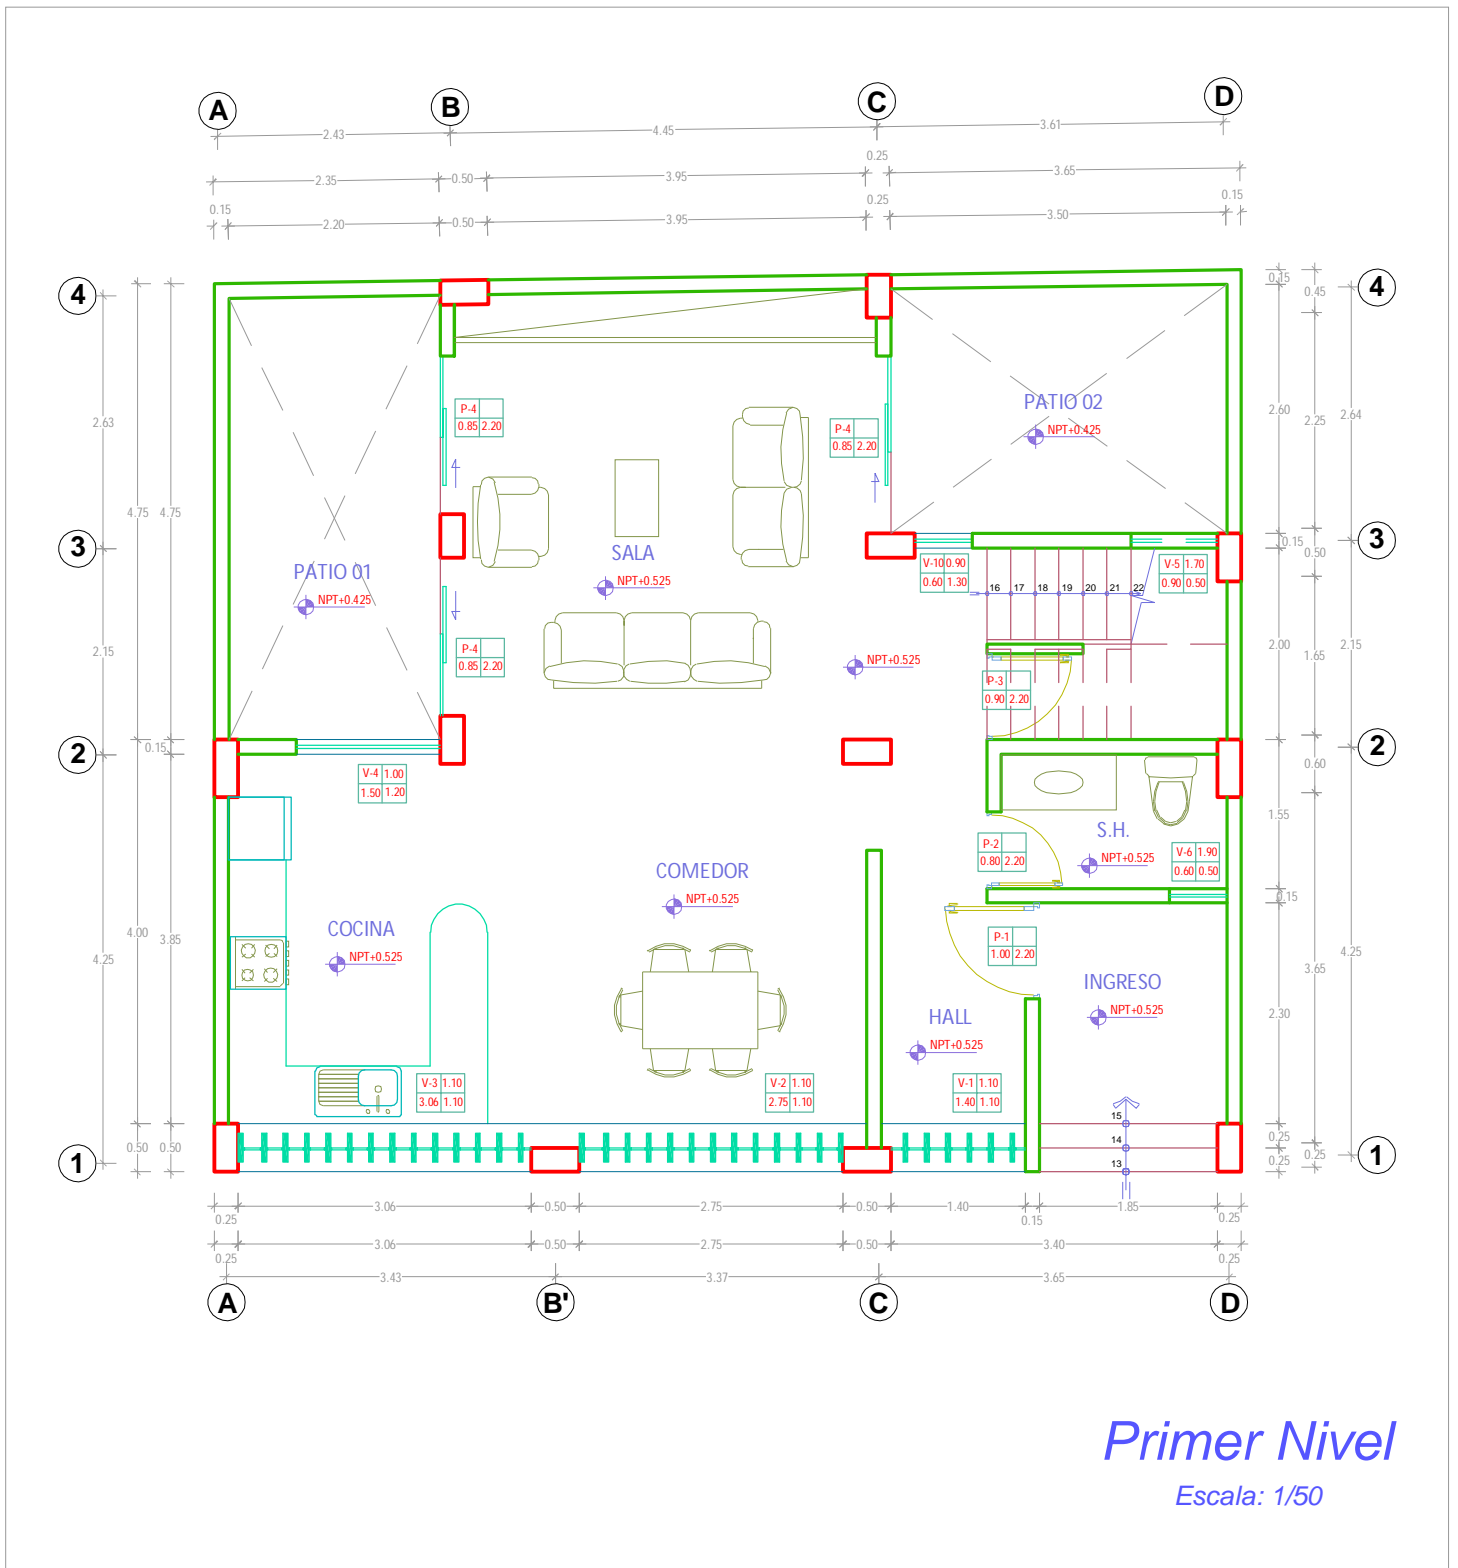 A
B
C
D
2.43
4.45
3.61
0.25
2.35
0.50
3.95
3.65
0.15
0.25
0.15
2.20
0.50
3.95
3.50
4
4
0.15
0.45
2.63
2.60
2.25
2.64
PATIO 02
NPT+0.425
P-4
0.85 2.20
P-4
0.85 2.20
4.75
4.75
3
3
0.15
0.50
SALA
NPT+0.525
PATIO 01
NPT+0.425
V-10 0.90
0.60 1.30
V-5 1.70
0.90 0.50
16 17 18 19 20 21 22
2.15
2.00
1.65
2.15
P-4
0.85 2.20
NPT+0.525
P-3
0.90 2.20
2
2
0.15
0.60
V-4 1.00
1.50 1.20
1.55
S.H.
NPT+0.525
P-2
0.80 2.20
V-6 1.90
0.60 0.50
COMEDOR
NPT+0.525
0.15
COCINA
NPT+0.525
4.00
3.85
4.25
P-1
1.00 2.20
4.25
3.65
INGRESO
NPT+0.525
2.30
HALL
NPT+0.525
V-3 1.10
3.06 1.10
V-2 1.10
2.75 1.10
V-1 1.10
1.40 1.10
15
14
13
0.50
0.50
0.25
0.25
0.25
1
1
3.06
0.50
2.75
0.50
1.40
1.85
0.25
0.15
0.25
3.06
0.50
2.75
0.50
3.40
0.25
0.25
3.43
3.37
3.65
A
B'
C
D
Primer Nivel
Escala: 1/50